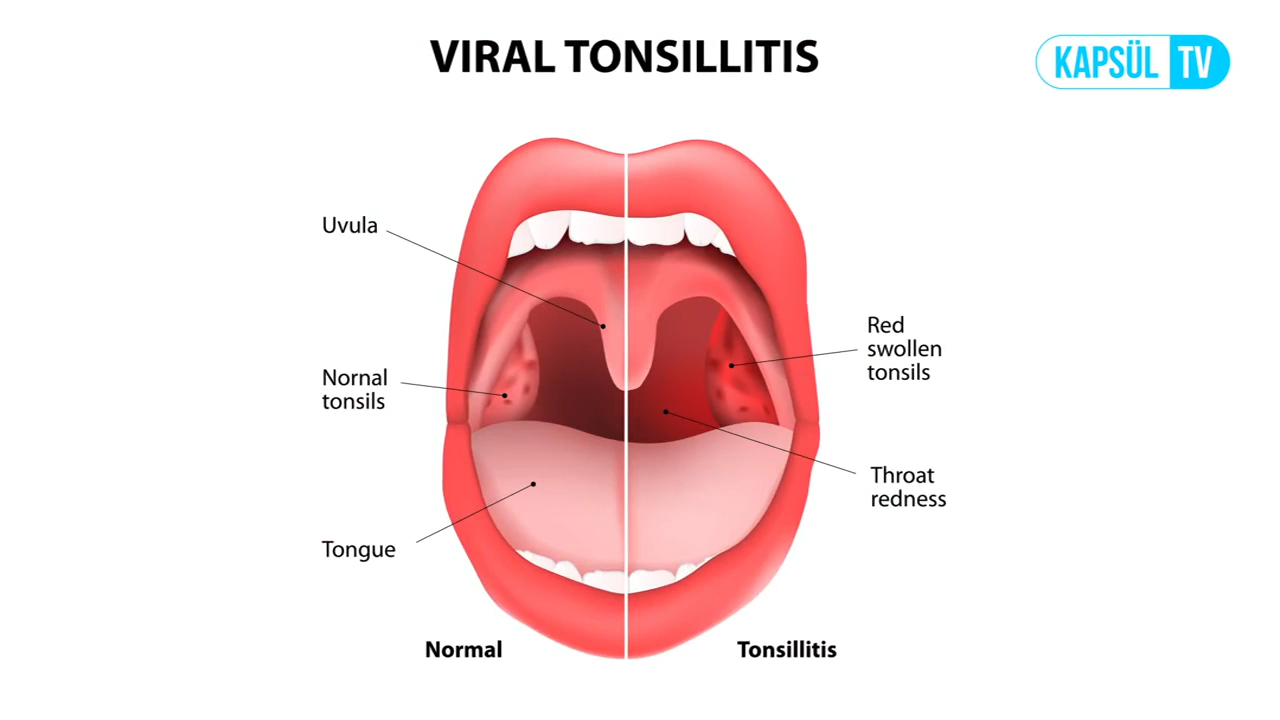 VIRAL TONSILLITIS
KAPSÜL TV
Uvula
Nornal
tonsils
Tongue
Red
swollen
tonsils
Throat
redness
Normal
Tonsillitis